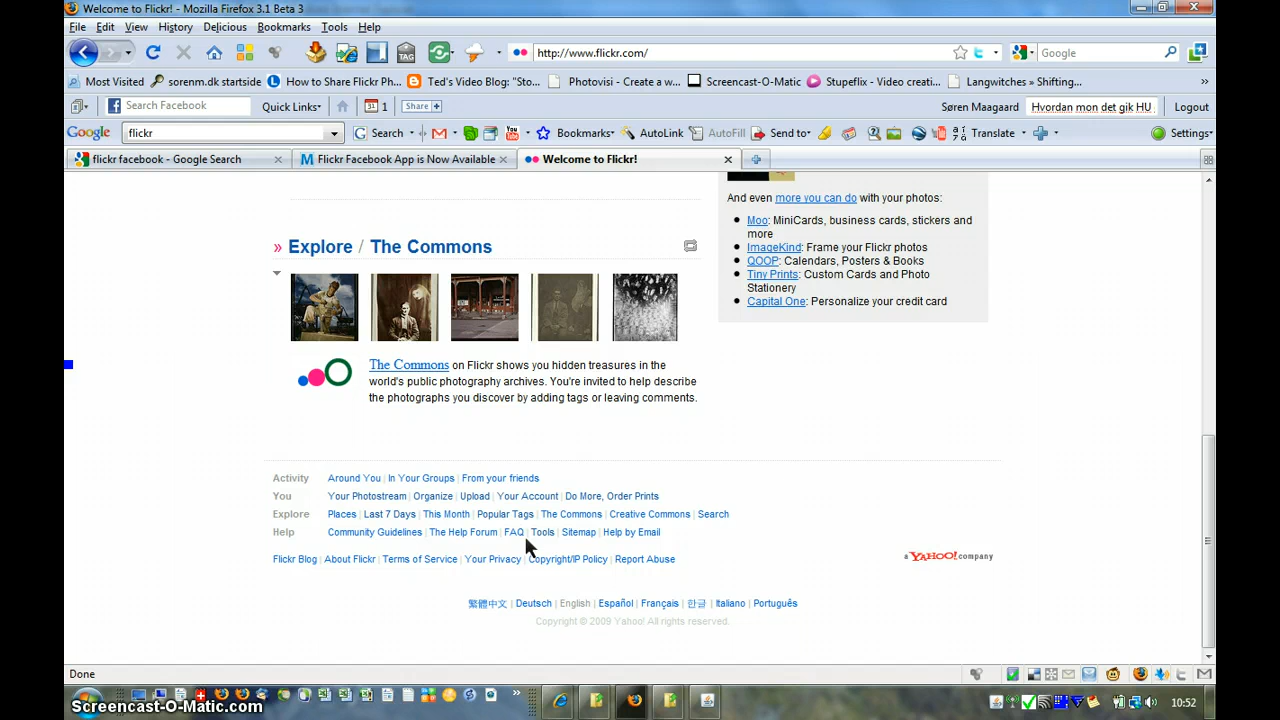 Welcome to Flickr! - Mozilla Firefox 3.1 Beta 3
File Edit View History Delicious Bookmarks Tools Help
TAG http://www.flickr.com/ Google
Most Visited sorenm.dk startside How to Share Flickr Ph... Ted's Video Blog: "Sto... Photovisi - Create a w... Screencast-O-Matic Stupeflix - Video creati... Langwitches » Shifting... »
Search Facebook Quick Links 1 Share Søren Maagaard Hvordan mon det gik HU Logout
Google flickr Search Bookmarks AutoLink AutoFill Send to Translate Settings
flickr facebook - Google Search Flickr Facebook App is Now Available Welcome to Flickr!
And even more you can do with your photos:
Moo: MiniCards, business cards, stickers and
more
ImageKind: Frame your Flickr photos
QOOP: Calendars, Posters & Books
Tiny Prints: Custom Cards and Photo
Stationery
Capital One: Personalize your credit card
» Explore / The Commons
The Commons on Flickr shows you hidden treasures in the
world's public photography archives. You're invited to help describe
the photographs you discover by adding tags or leaving comments.
Activity Around You | In Your Groups | From your friends
You Your Photostream | Organize | Upload | Your Account | Do More, Order Prints
Explore Places | Last 7 Days | This Month | Popular Tags | The Commons | Creative Commons | Search
Help Community Guidelines | The Help Forum | FAQ | Tools | Sitemap | Help by Email
Flickr Blog | About Flickr | Terms of Service | Your Privacy | Copyright/IP Policy | Report Abuse
a YAHOO! company
繁體中文 | Deutsch | English | Español | Français | 한글 | Italiano | Português
Copyright © 2009 Yahoo! All rights reserved.
Done
» 10:52
Screencast-O-Matic.com